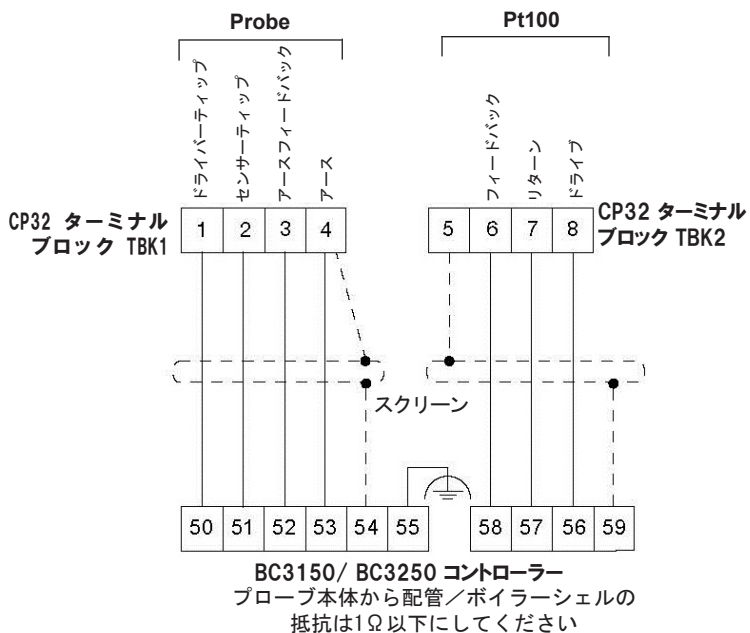 Probe
Pt100
ドライバーティップ
センサーティップ
アースフィードバック
アース
フィードバック
リターン
ドライブ
CP32 ターミナル
ブロック TBK1
1 2 3 4
5 6 7 8
CP32 ターミナル
ブロック TBK2
スクリーン
50 51 52 53 54 55
58 57 56 59
BC3150/ BC3250 コントローラー
プローブ本体から配管／ボイラーシェルの
抵抗は1Ω以下にしてください